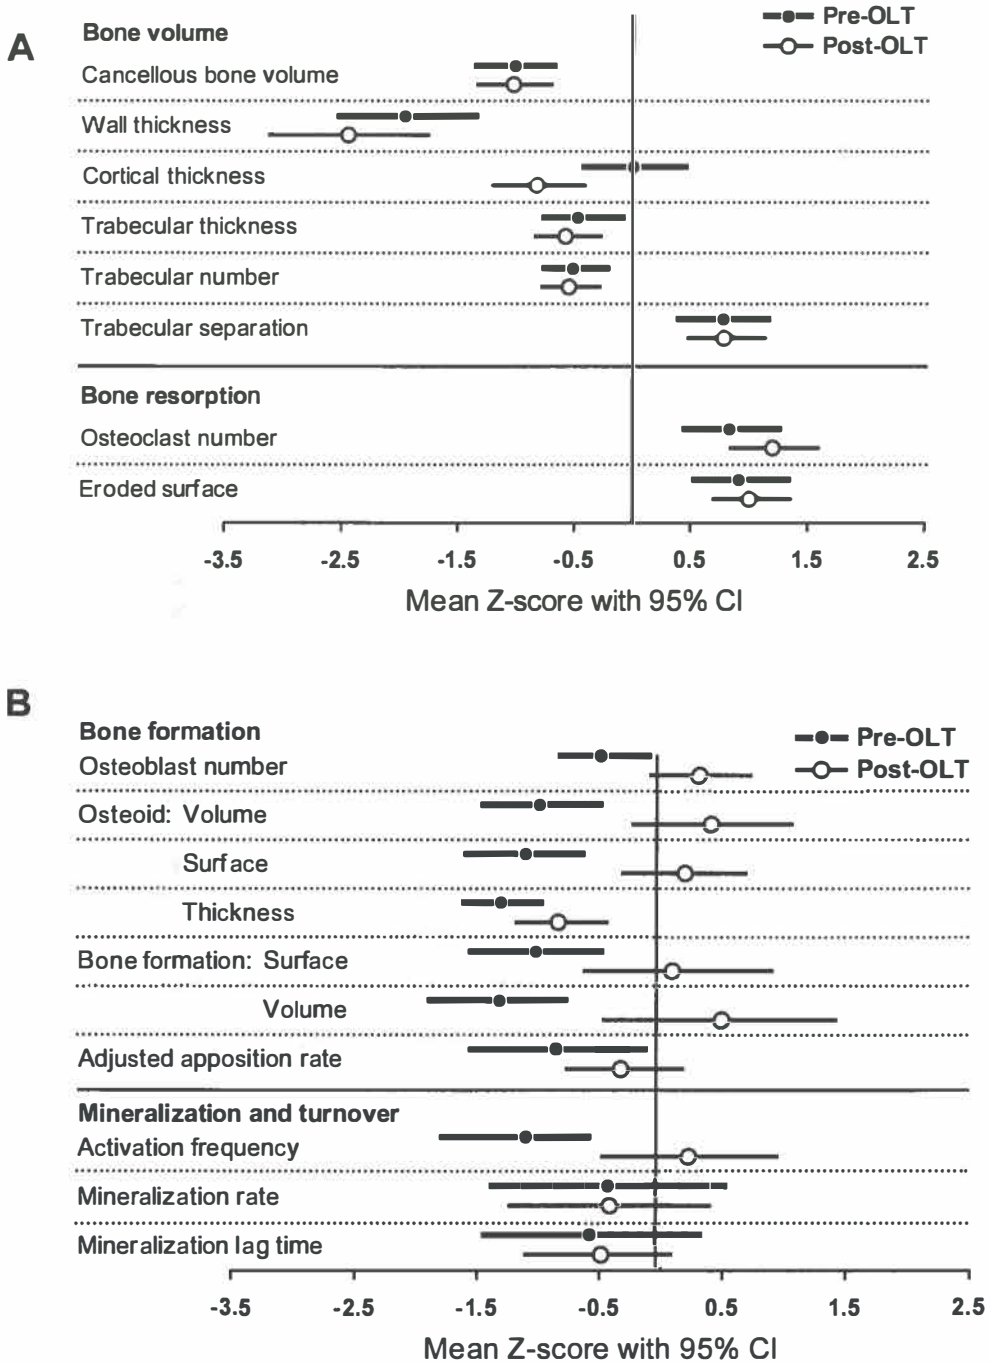 A
Bone volume
Pre-OLT
Post-OLT
Cancellous bone volume
Wall thickness
Cortical thickness
Trabecular thickness
Trabecular number
Trabecular separation
Bone resorption
Osteoclast number
Eroded surface
-3.5 -2.5 -1.5 -0.5 0.5 1.5 2.5
Mean Z-score with 95% CI
B
Bone formation
Pre-OLT
Osteoblast number
Post-OLT
Osteoid: Volume
Surface
Thickness
Bone formation: Surface
Volume
Adjusted apposition rate
Mineralization and turnover
Activation frequency
Mineralization rate
Mineralization lag time
-3.5 -2.5 -1.5 -0.5 0.5 1.5 2.5
Mean Z-score with 95% CI